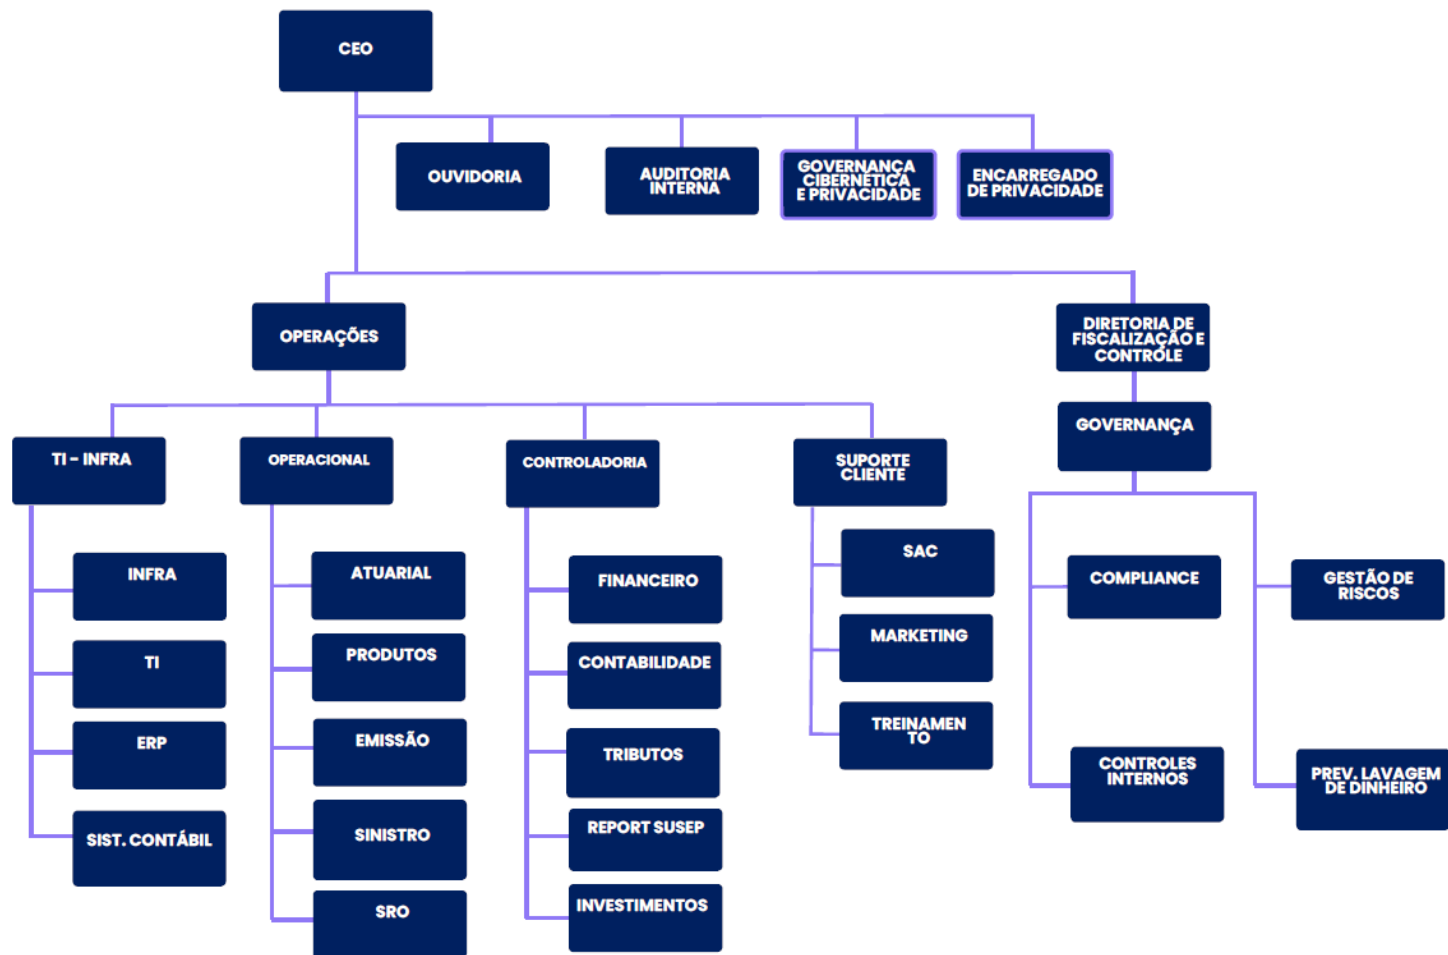 CEO
OUVIDORIA
AUDITORIA
INTERNA
GOVERNANÇA
CIBERNÉTICA
E PRIVACIDADE
ENCARREGADO
DE PRIVACIDADE
OPERAÇÕES
DIRETORIA DE
FISCALIZAÇÃO E
CONTROLE
GOVERNANÇA
TI - INFRA
OPERACIONAL
CONTROLADORIA
SUPORTE
CLIENTE
INFRA
TI
ERP
SIST. CONTÁBIL
ATUARIAL
PRODUTOS
EMISSÃO
SINISTRO
SRO
FINANCEIRO
CONTABILIDADE
TRIBUTOS
REPORT SUSEP
INVESTIMENTOS
SAC
MARKETING
TREINAMEN
TO
COMPLIANCE
GESTÃO DE
RISCOS
CONTROLES
INTERNOS
PREV. LAVAGEM
DE DINHEIRO